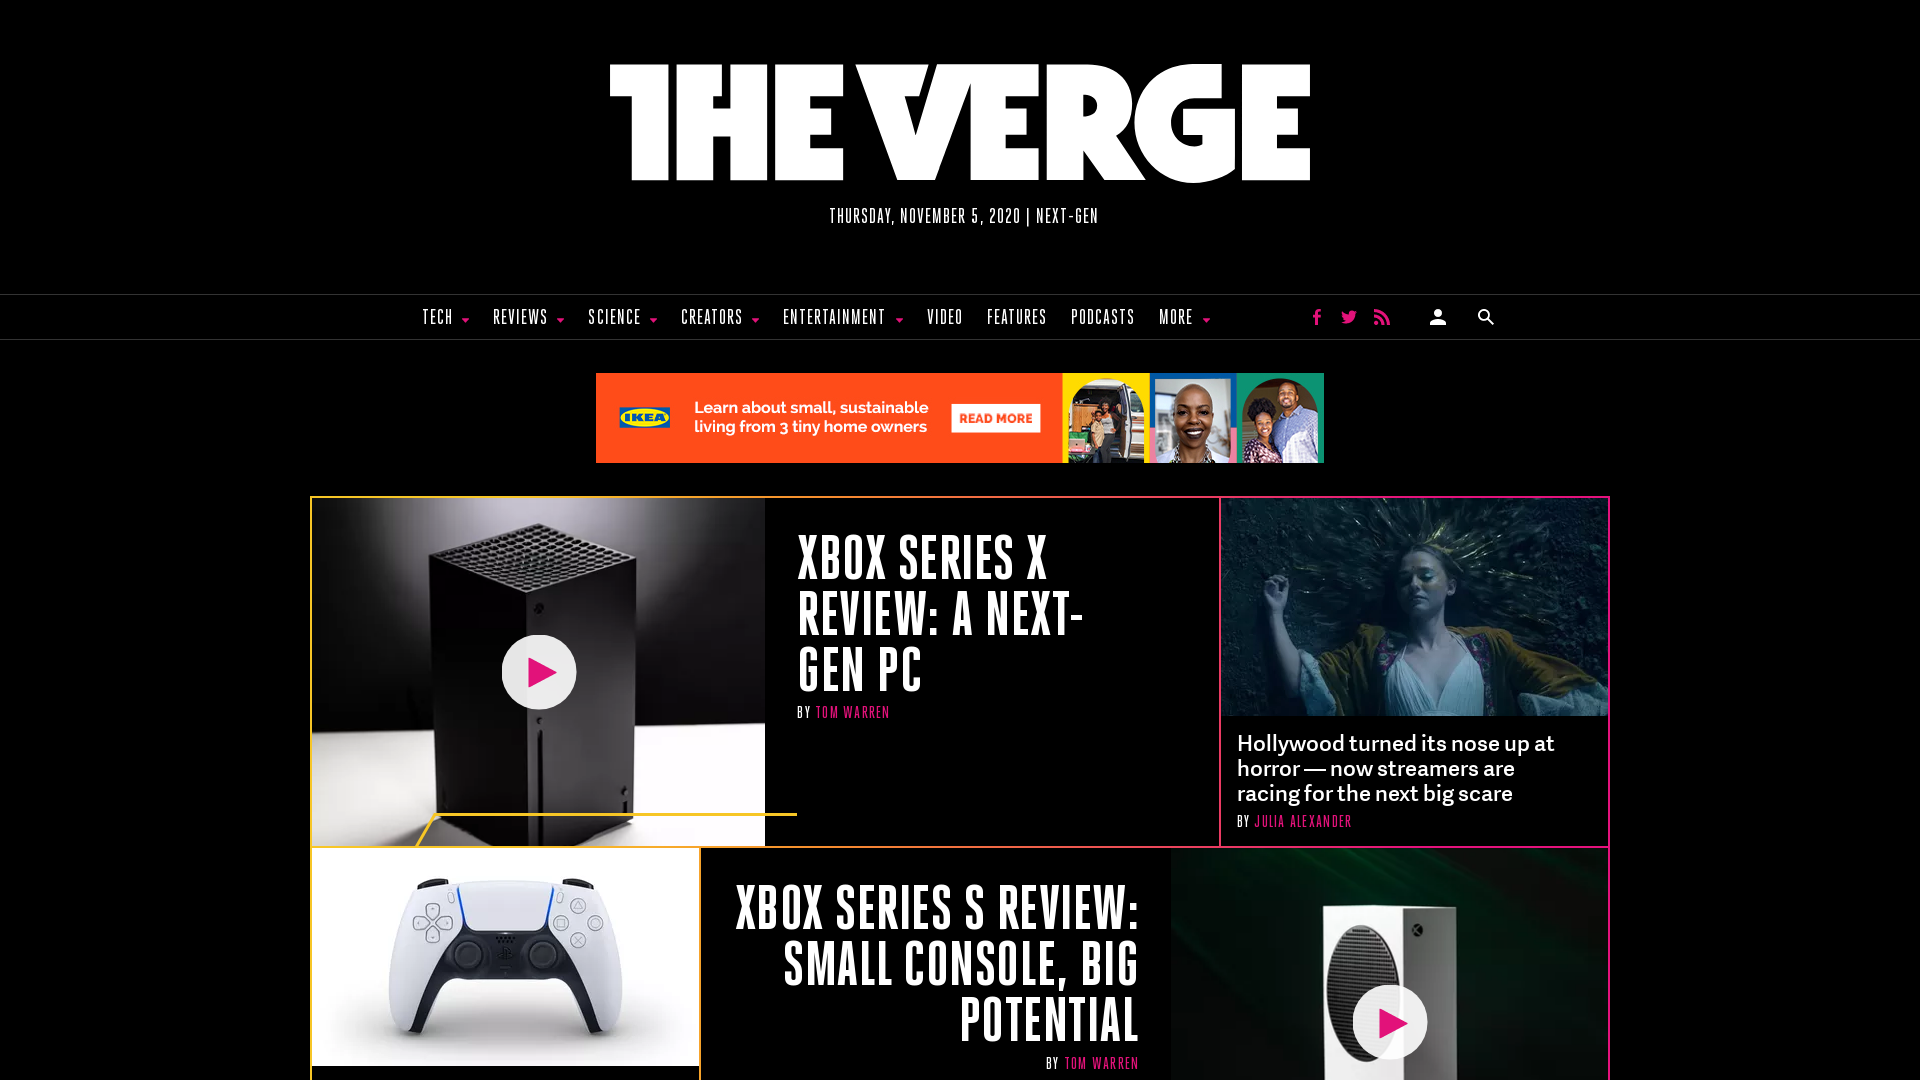 THE VERGE
THURSDAY, NOVEMBER 5, 2020 | NEXT-GEN
TECH REVIEWS SCIENCE CREATORS ENTERTAINMENT VIDEO FEATURES PODCASTS MORE
IKEA
Learn about small, sustainable
living from 3 tiny home owners
READ MORE
XBOX SERIES X
REVIEW: A NEXT-
GEN PC
BY TOM WARREN
Hollywood turned its nose up at
horror — now streamers are
racing for the next big scare
BY JULIA ALEXANDER
XBOX SERIES S REVIEW:
SMALL CONSOLE, BIG
POTENTIAL
BY TOM WARREN